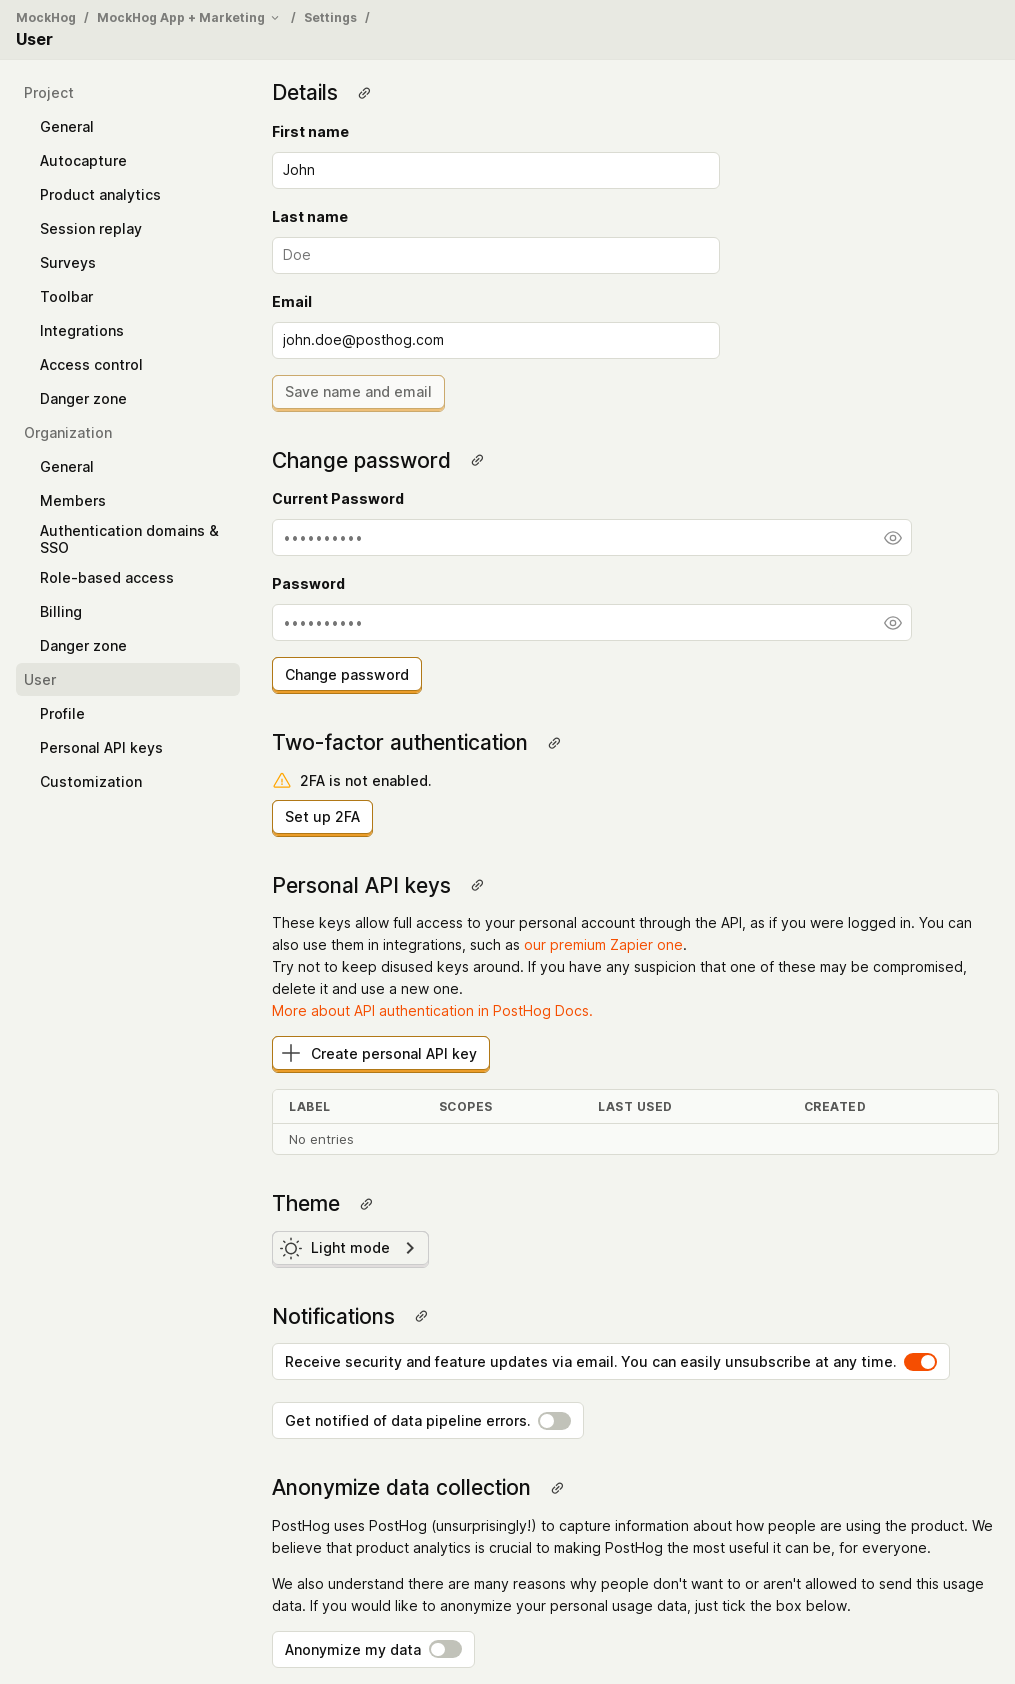 MockHog / MockHog App + Marketing / Settings /
User
Project
General
Autocapture
Product analytics
Session replay
Surveys
Toolbar
Integrations
Access control
Danger zone
Organization
General
Members
Authentication domains &
SSO
Role-based access
Billing
Danger zone
User
Profile
Personal API keys
Customization
Details
First name
John
Last name
Doe
Email
john.doe@posthog.com
Save name and email
Change password
Current Password
••••••••••
Password
••••••••••
Change password
Two-factor authentication
2FA is not enabled.
Set up 2FA
Personal API keys
These keys allow full access to your personal account through the API, as if you were logged in. You can
also use them in integrations, such as our premium Zapier one.
Try not to keep disused keys around. If you have any suspicion that one of these may be compromised,
delete it and use a new one.
More about API authentication in PostHog Docs.
Create personal API key
LABEL SCOPES LAST USED CREATED
No entries
Theme
Light mode
Notifications
Receive security and feature updates via email. You can easily unsubscribe at any time.
Get notified of data pipeline errors.
Anonymize data collection
PostHog uses PostHog (unsurprisingly!) to capture information about how people are using the product. We
believe that product analytics is crucial to making PostHog the most useful it can be, for everyone.
We also understand there are many reasons why people don't want to or aren't allowed to send this usage
data. If you would like to anonymize your personal usage data, just tick the box below.
Anonymize my data